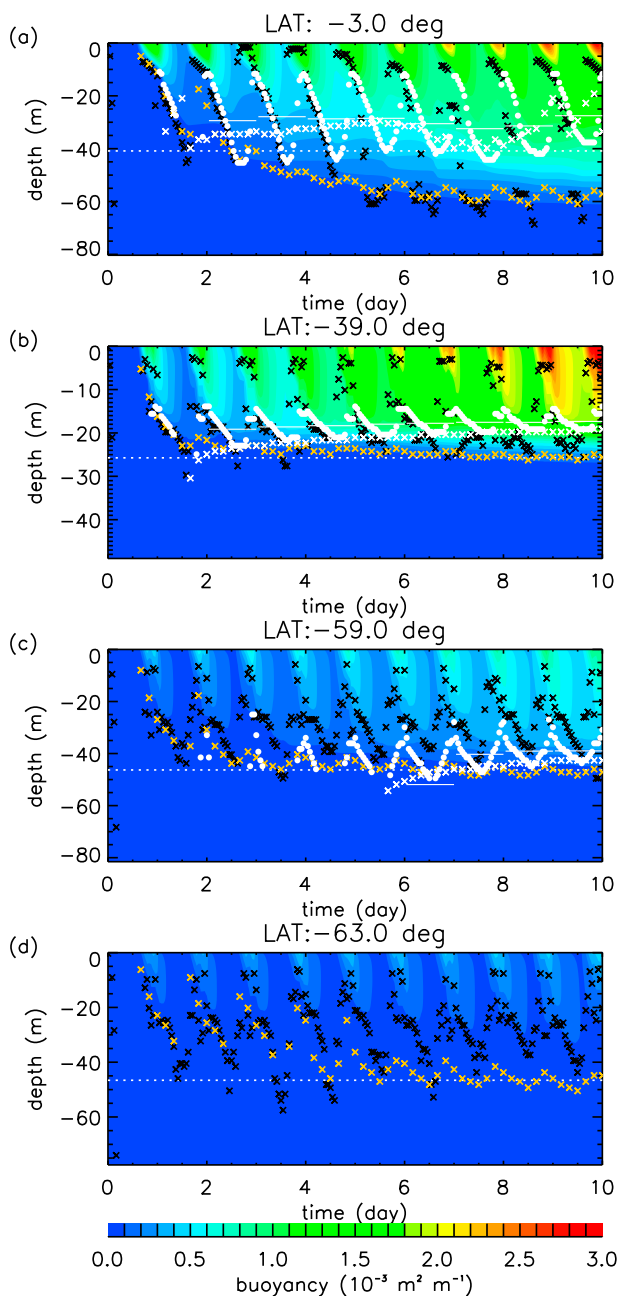 (a)
LAT: -3.0 deg
0
-20
-40
-60
-80
depth (m)
0 2 4 6 8 10
time (day)
(b)
LAT:-39.0 deg
0
-10
-20
-30
-40
depth (m)
0 2 4 6 8 10
time (day)
(c)
LAT:-59.0 deg
0
-20
-40
-60
-80
depth (m)
0 2 4 6 8 10
time (day)
(d)
LAT:-63.0 deg
0
-20
-40
-60
depth (m)
0 2 4 6 8 10
time (day)
0.0 0.5 1.0 1.5 2.0 2.5 3.0
buoyancy (10⁻³ m² m⁻¹)